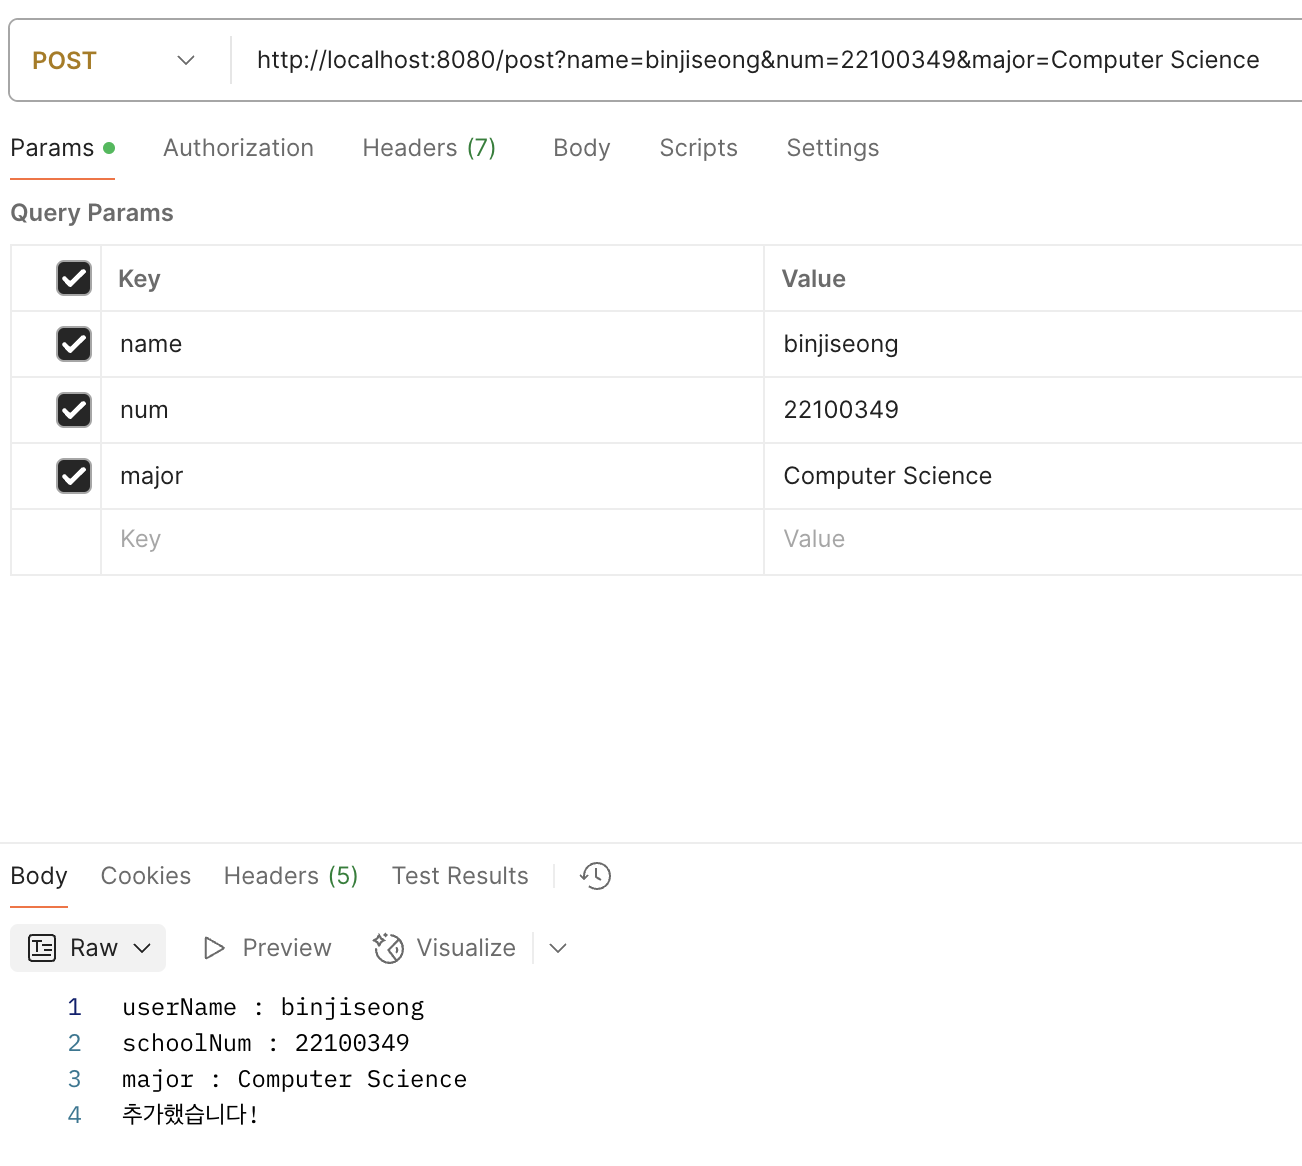 POST http://localhost:8080/post?name=binjiseong&num=22100349&major=Computer Science
Params Authorization Headers (7) Body Scripts Settings
Query Params
Key Value
name binjiseong
num 22100349
major Computer Science
Key Value
Body Cookies Headers (5) Test Results
Raw Preview Visualize
1 userName : binjiseong
2 schoolNum : 22100349
3 major : Computer Science
4 추가했습니다!